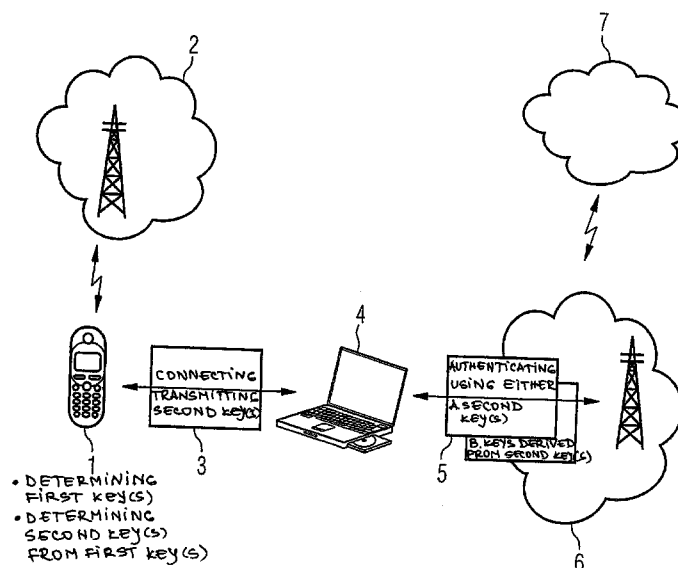 2
7
4
CONNECTING
TRANSMITTING
SECOND KEY(S)
AUTHENTICATING
USING EITHER
A. SECOND
KEY(S)
B. KEYS DERIVED
FROM SECOND KEY(S)
1
3
5
6
• DETERMINING
FIRST KEY(S)
• DETERMINING
SECOND KEY(S)
FROM FIRST KEY(S)